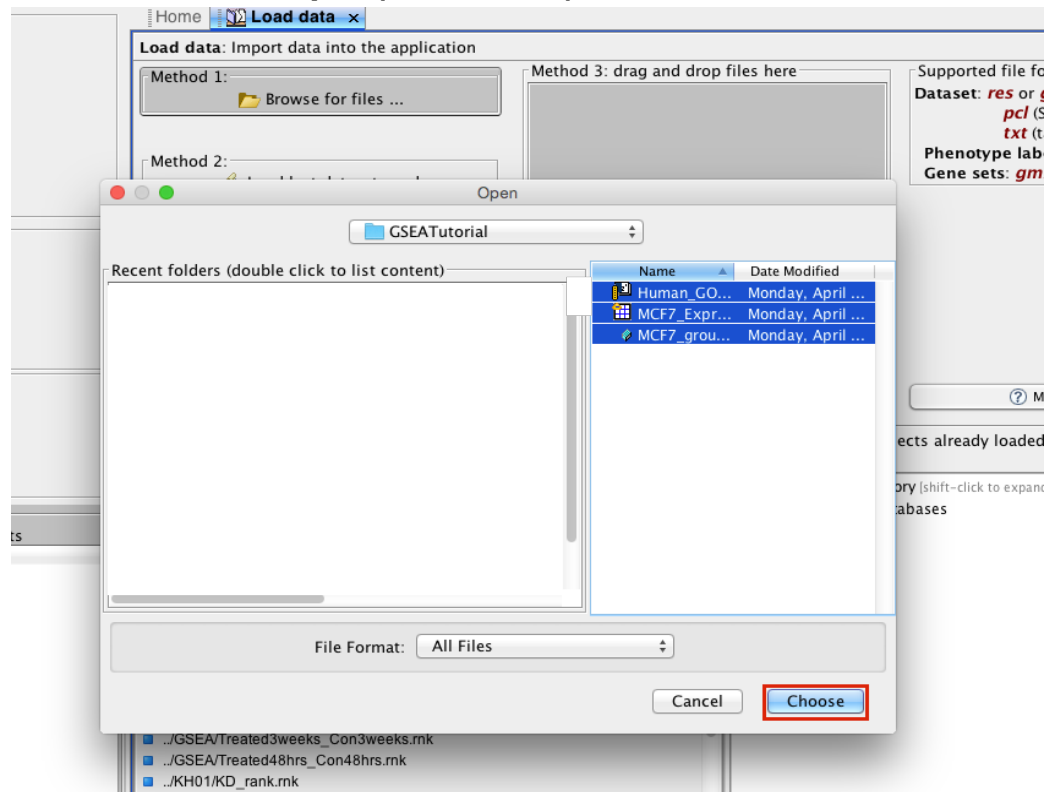 Home Load data x
Load data: Import data into the application
Method 1:
Browse for files ...
Method 3: drag and drop files here
Supported file fo
Dataset: res or g
pcl (S
txt (t
Phenotype lab
Gene sets: gm
Method 2:
Open
GSEATutorial
Recent folders (double click to list content)
Name Date Modified
Human_GO... Monday, April ...
MCF7_Expr... Monday, April ...
MCF7_grou... Monday, April ...
M
ects already loaded
ory [shift-click to expand
tabases
ts
File Format: All Files
Cancel Choose
../GSEA/Treated3weeks_Con3weeks.rnk
../GSEA/Treated48hrs_Con48hrs.rnk
../KH01/KD_rank.rnk